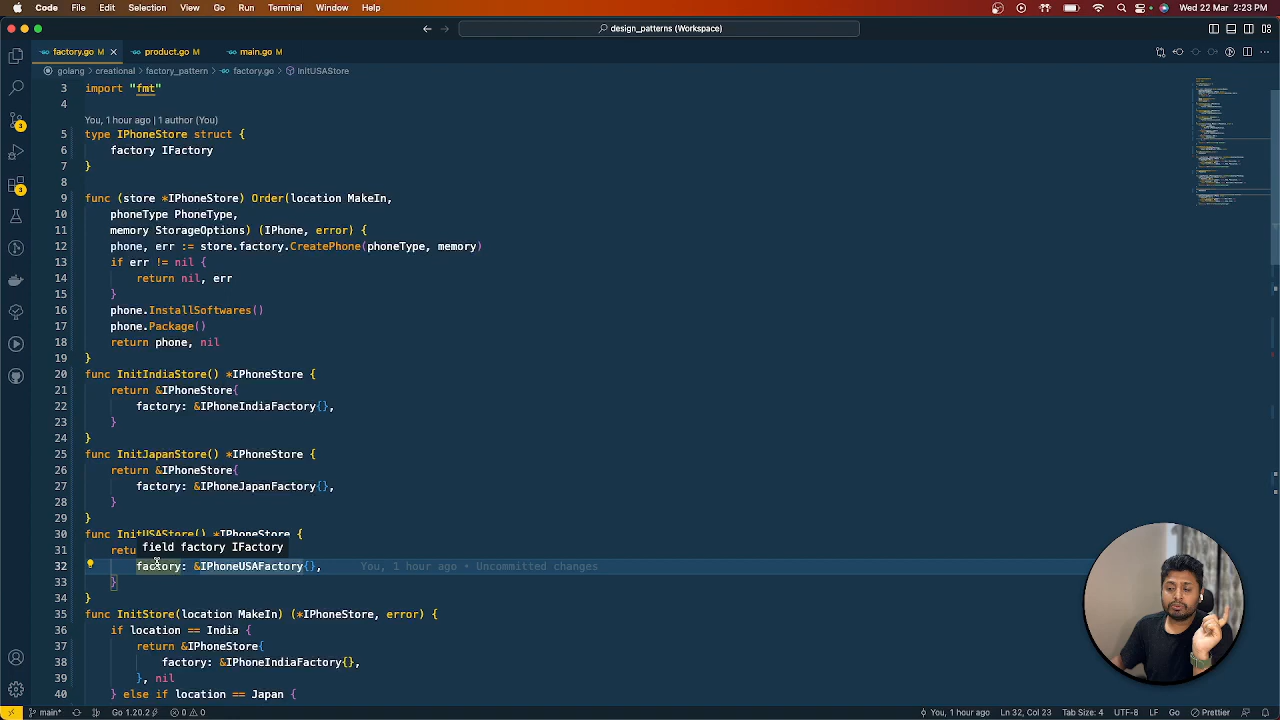 Code File Edit Selection View Go Run Terminal Window Help Wed 22 Mar 2:23 PM
design_patterns (Workspace)
factory.go M product.go M main.go M
golang > creational > factory_pattern > factory.go > InitUSAStore
3 import "fmt"
4
You, 1 hour ago | 1 author (You)
5 type IPhoneStore struct {
6 factory IFactory
7 }
8
9 func (store *IPhoneStore) Order(location MakeIn,
10 phoneType PhoneType,
11 memory StorageOptions) (IPhone, error) {
12 phone, err := store.factory.CreatePhone(phoneType, memory)
13 if err != nil {
14 return nil, err
15 }
16 phone.InstallSoftwares()
17 phone.Package()
18 return phone, nil
19 }
20 func InitIndiaStore() *IPhoneStore {
21 return &IPhoneStore{
22 factory: &IPhoneIndiaFactory{},
23 }
24 }
25 func InitJapanStore() *IPhoneStore {
26 return &IPhoneStore{
27 factory: &IPhoneJapanFactory{},
28 }
29 }
30 func InitUSAStore() *IPhoneStore {
field factory IFactory
31 retu
32 factory: &IPhoneUSAFactory{}, You, 1 hour ago • Uncommitted changes
33 }
34 }
35 func InitStore(location MakeIn) (*IPhoneStore, error) {
36 if location == India {
37 return &IPhoneStore{
38 factory: &IPhoneIndiaFactory{},
39 }, nil
40 } else if location == Japan {
3
3
main* Go 1.20.2 0 0 You, 1 hour ago Ln 32, Col 23 Tab Size: 4 UTF-8 LF Go Prettier